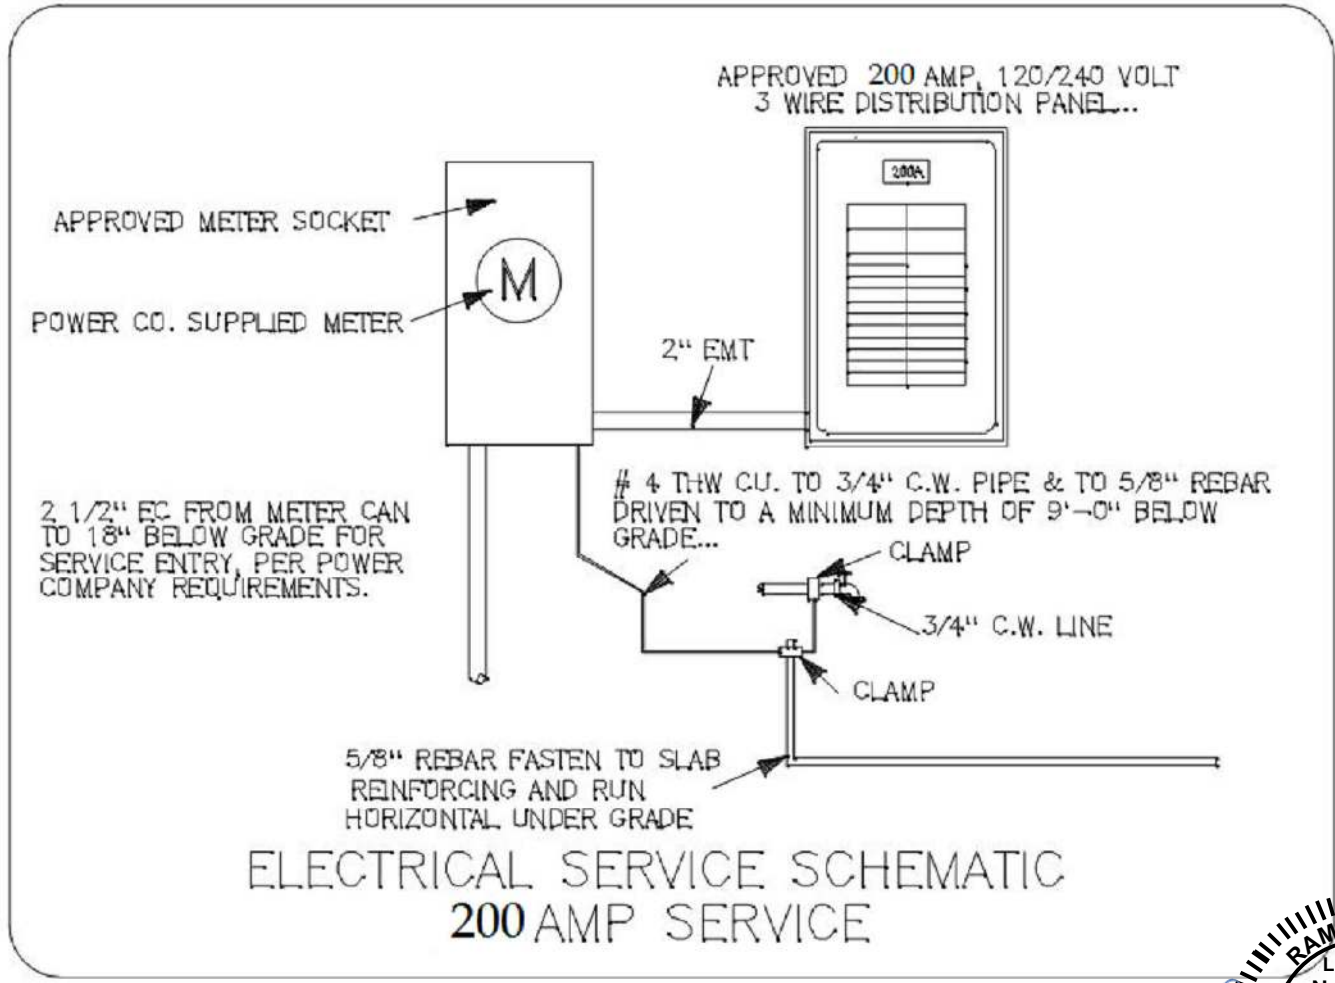 APPROVED 200 AMP, 120/240 VOLT
3 WIRE DISTRIBUTION PANEL...
200A
APPROVED METER SOCKET
M
POWER CO. SUPPLIED METER
2" EMT
2 1/2" EC FROM METER CAN
TO 18" BELOW GRADE FOR
SERVICE ENTRY, PER POWER
COMPANY REQUIREMENTS.
# 4 THW CU. TO 3/4" C.W. PIPE & TO 5/8" REBAR
DRIVEN TO A MINIMUM DEPTH OF 9'-0" BELOW
GRADE...
CLAMP
3/4" C.W. LINE
CLAMP
5/8" REBAR FASTEN TO SLAB
REINFORCING AND RUN
HORIZONTAL UNDER GRADE
ELECTRICAL SERVICE SCHEMATIC
200 AMP SERVICE
RAM
L